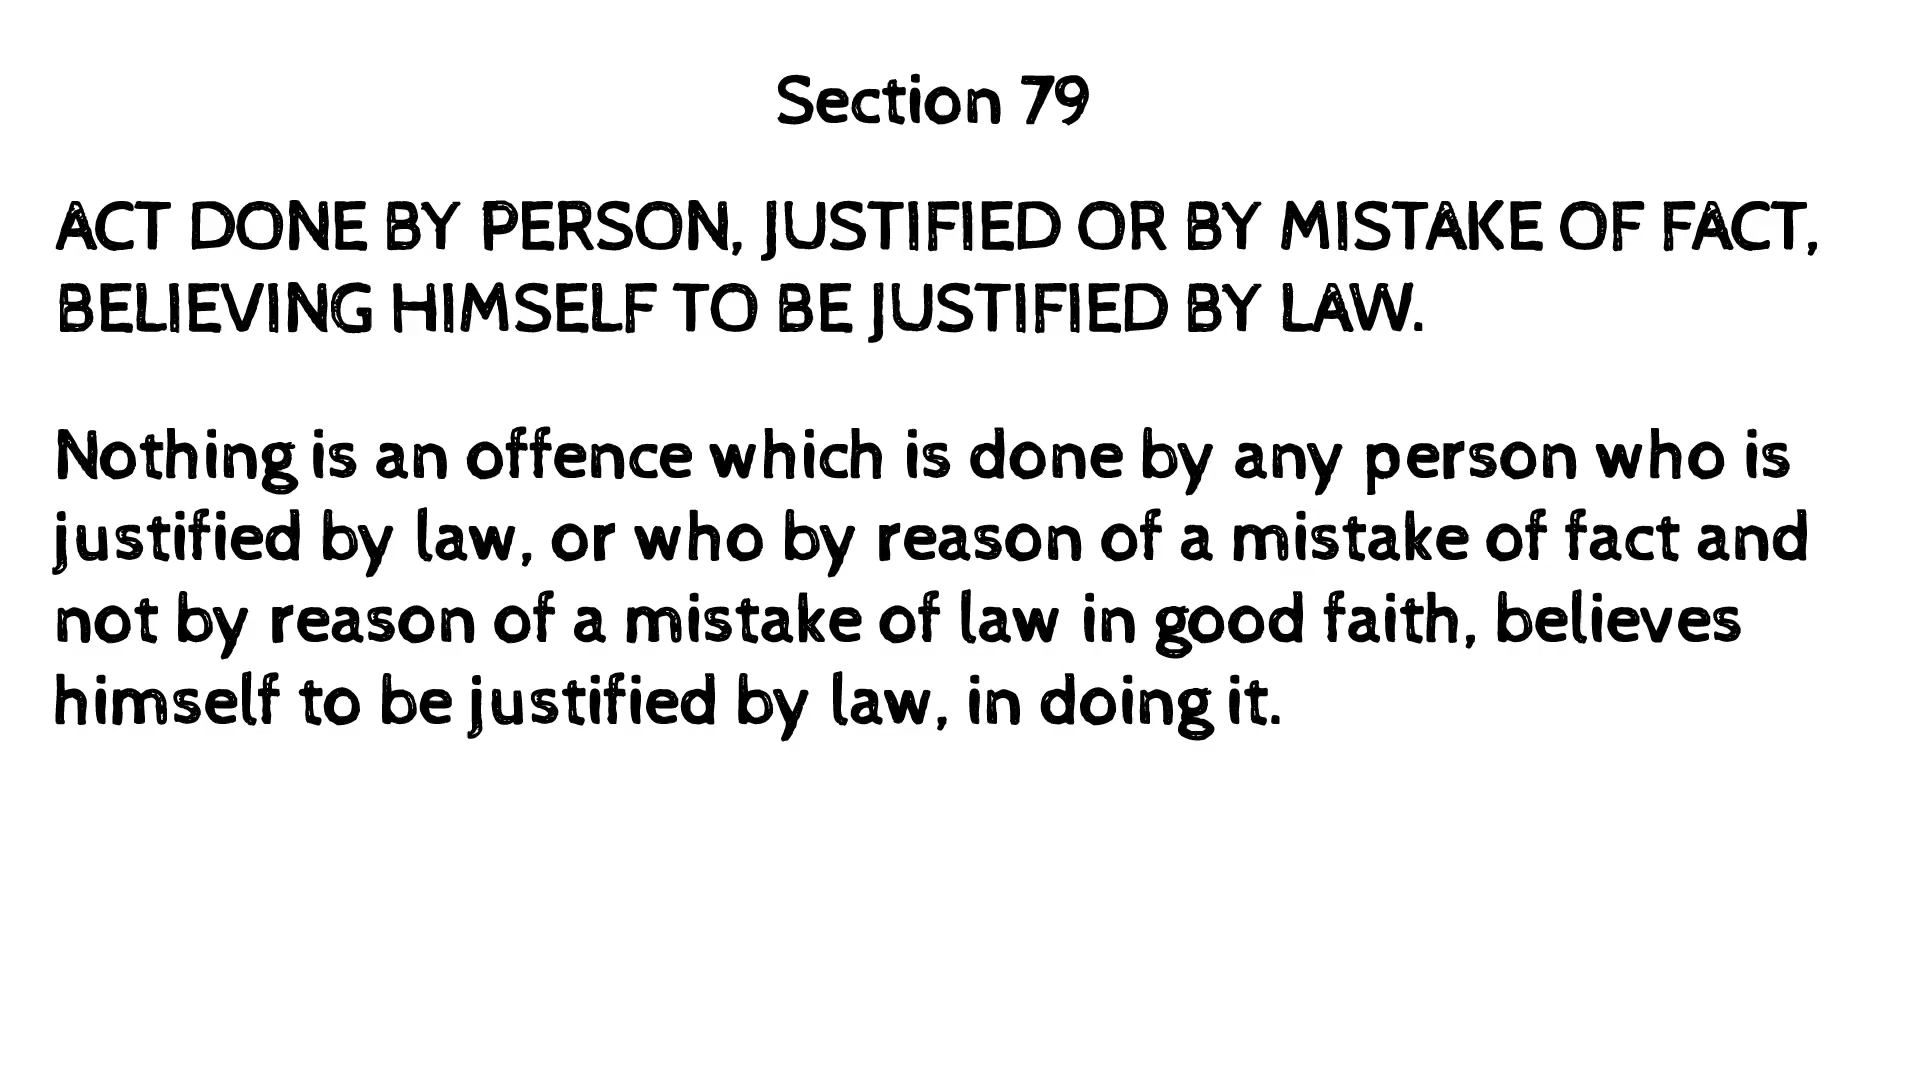 Section 79
ACT DONE BY PERSON, JUSTIFIED OR BY MISTAKE OF FACT,
BELIEVING HIMSELF TO BE JUSTIFIED BY LAW.
Nothing is an offence which is done by any person who is
justified by law, or who by reason of a mistake of fact and
not by reason of a mistake of law in good faith, believes
himself to be justified by law, in doing it.